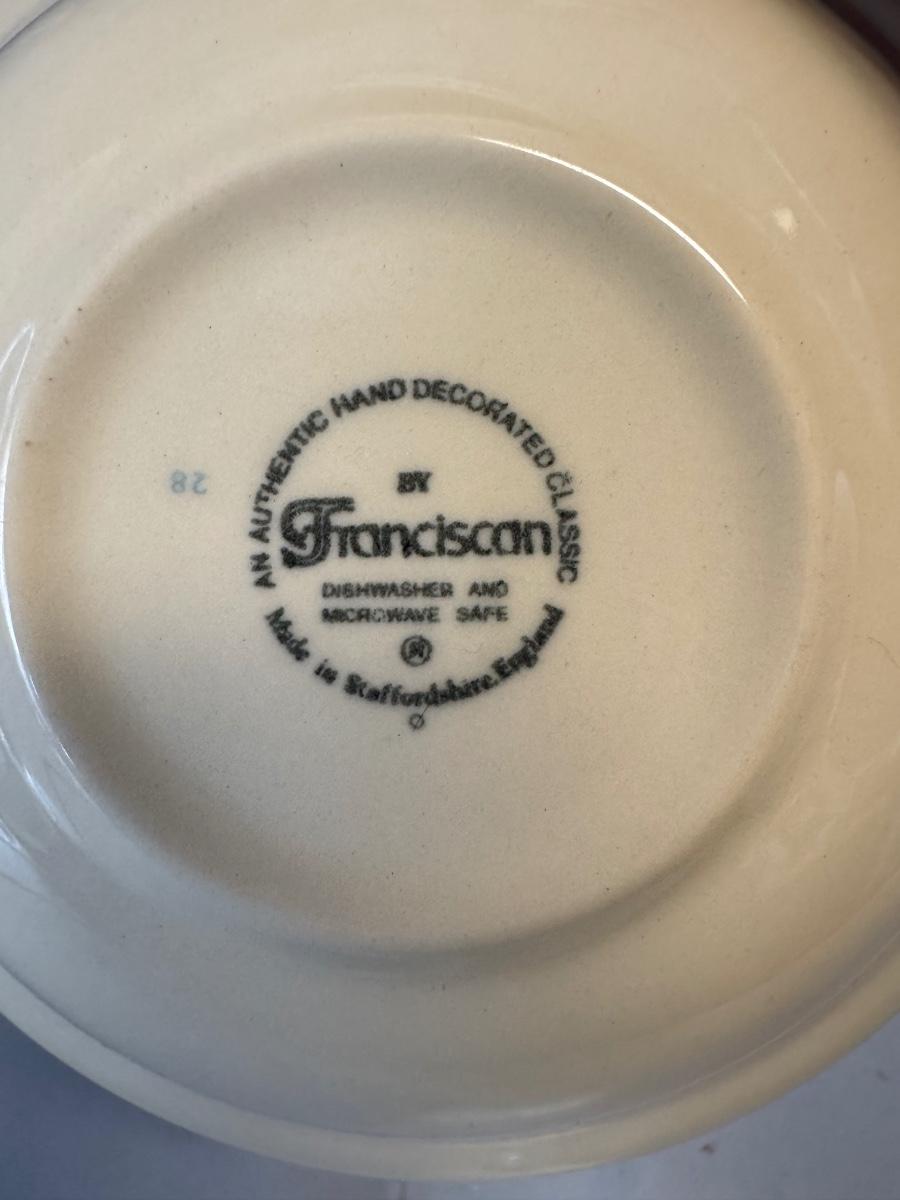 AN AUTHENTIC HAND DECORATED CLASSIC
BY
Franciscan
DISHWASHER AND
MICROWAVE SAFE
®
Made in Staffordshire, England
28